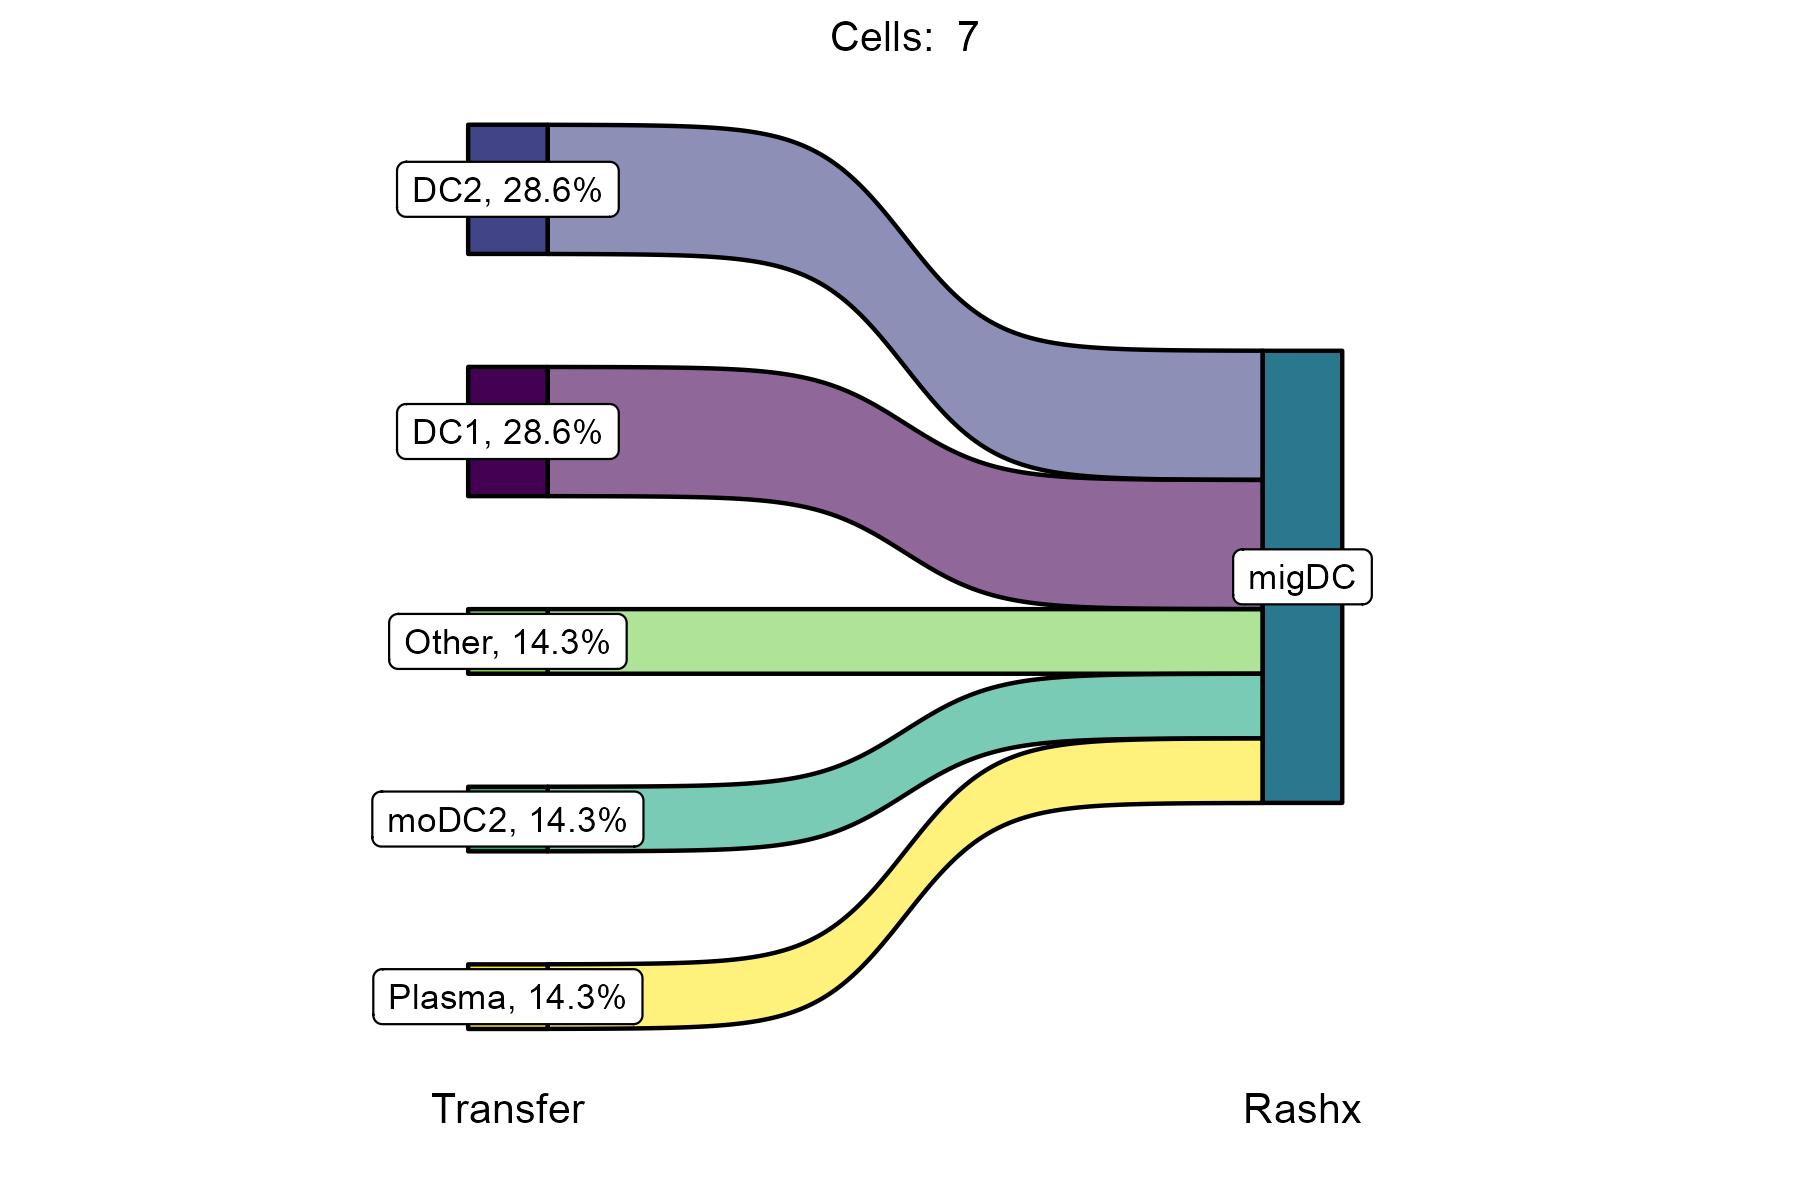 Cells: 7
DC2, 28.6%
DC1, 28.6%
migDC
Other, 14.3%
moDC2, 14.3%
Plasma, 14.3%
Transfer
Rashx